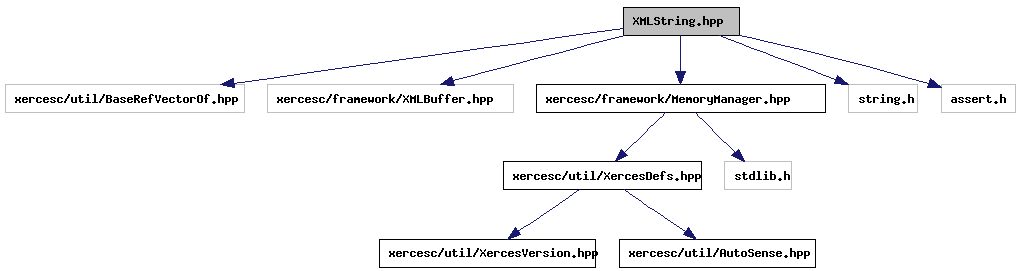 XMLString.hpp
xercesc/util/BaseRefVectorOf.hpp
xercesc/framework/XMLBuffer.hpp
xercesc/framework/MemoryManager.hpp
string.h
assert.h
xercesc/util/XercesDefs.hpp
stdlib.h
xercesc/util/XercesVersion.hpp
xercesc/util/AutoSense.hpp